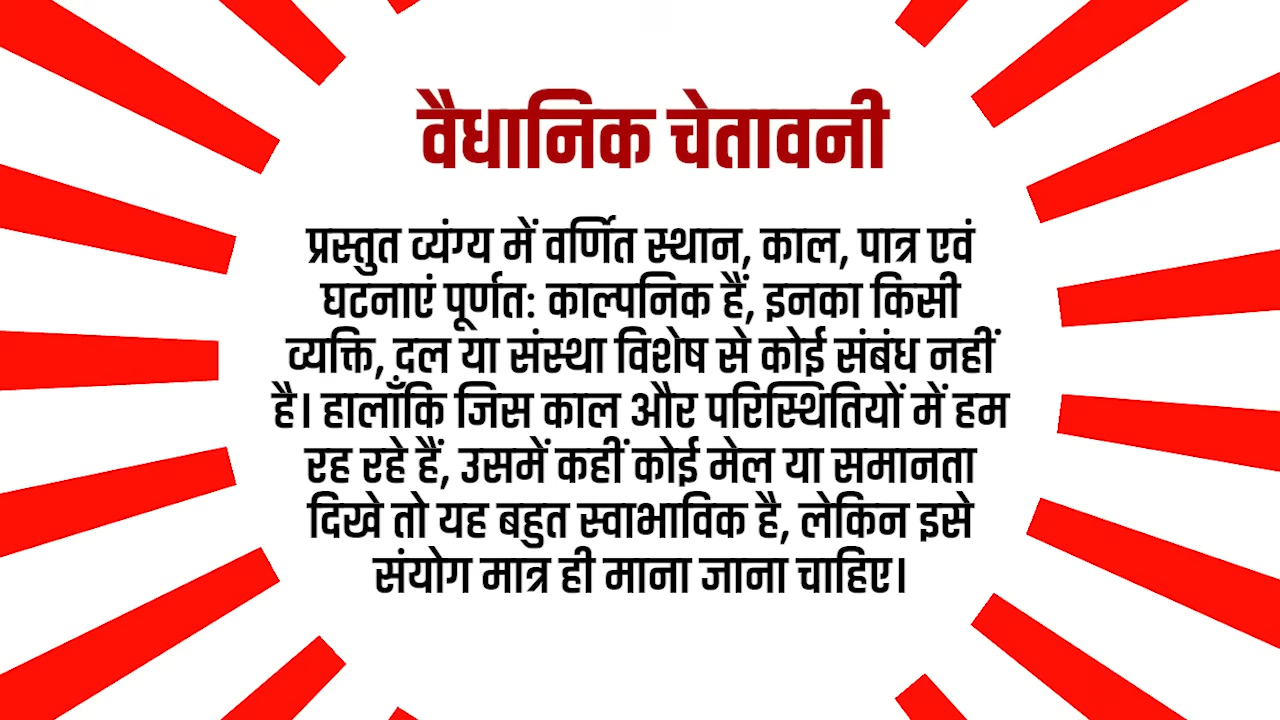 वैधानिक चेतावनी
प्रस्तुत व्यंग्य में वर्णित स्थान, काल, पात्र एवं
घटनाएं पूर्णतः काल्पनिक हैं, इनका किसी
व्यक्ति, दल या संस्था विशेष से कोई संबंध नहीं
है। हालाँकि जिस काल और परिस्थितियों में हम
रह रहे हैं, उसमें कहीं कोई मेल या समानता
दिखे तो यह बहुत स्वाभाविक है, लेकिन इसे
संयोग मात्र ही माना जाना चाहिए।